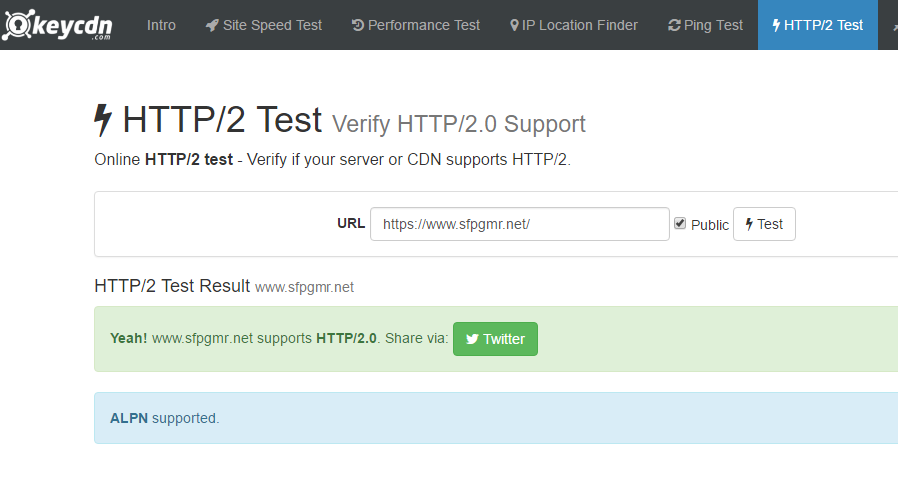 keycdn .com Intro Site Speed Test Performance Test IP Location Finder Ping Test HTTP/2 Test
HTTP/2 Test Verify HTTP/2.0 Support
Online HTTP/2 test - Verify if your server or CDN supports HTTP/2.
URL https://www.sfpgmr.net/ Public Test
HTTP/2 Test Result www.sfpgmr.net
Yeah! www.sfpgmr.net supports HTTP/2.0. Share via: Twitter
ALPN supported.